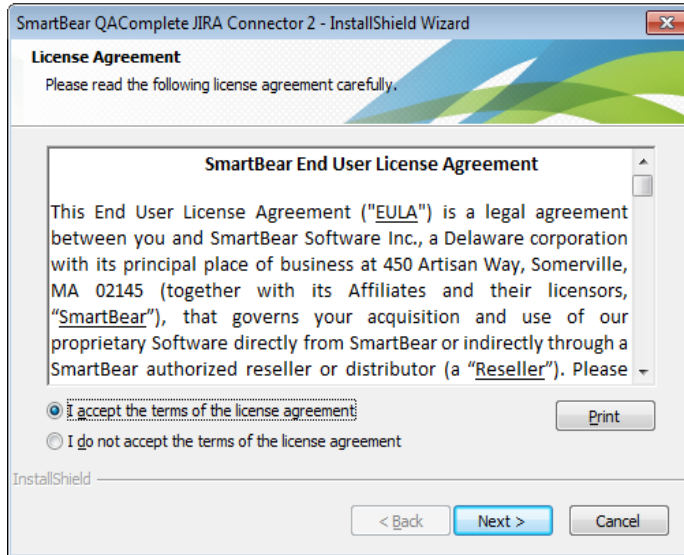 SmartBear QAComplete JIRA Connector 2 - InstallShield Wizard
License Agreement
Please read the following license agreement carefully.
SmartBear End User License Agreement
This End User License Agreement ("EULA") is a legal agreement
between you and SmartBear Software Inc., a Delaware corporation
with its principal place of business at 450 Artisan Way, Somerville,
MA 02145 (together with its Affiliates and their licensors,
“SmartBear”), that governs your acquisition and use of our
proprietary Software directly from SmartBear or indirectly through a
SmartBear authorized reseller or distributor (a “Reseller”). Please
I accept the terms of the license agreement
Print
I do not accept the terms of the license agreement
InstallShield
< Back
Next >
Cancel